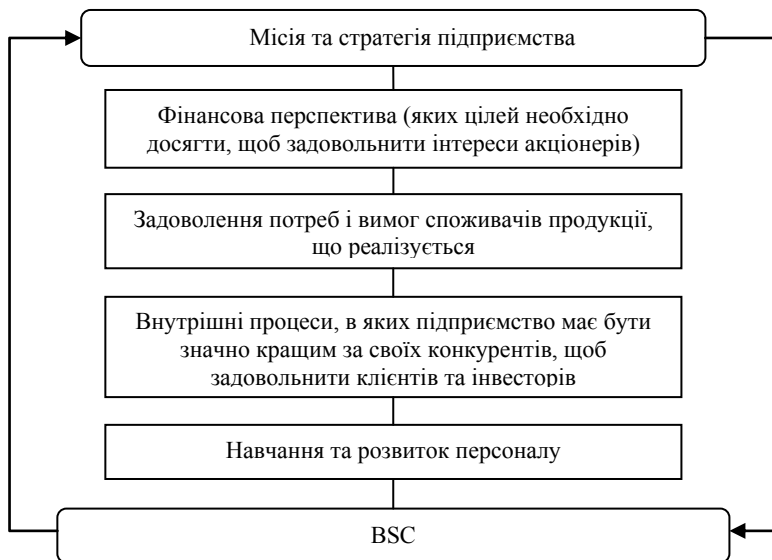 Місія та стратегія підприємства
Фінансова перспектива (яких цілей необхідно
досягти, щоб задовольнити інтереси акціонерів)
Задоволення потреб і вимог споживачів продукції,
що реалізується
Внутрішні процеси, в яких підприємство має бути
значно кращим за своїх конкурентів, щоб
задовольнити клієнтів та інвесторів
Навчання та розвиток персоналу
BSC